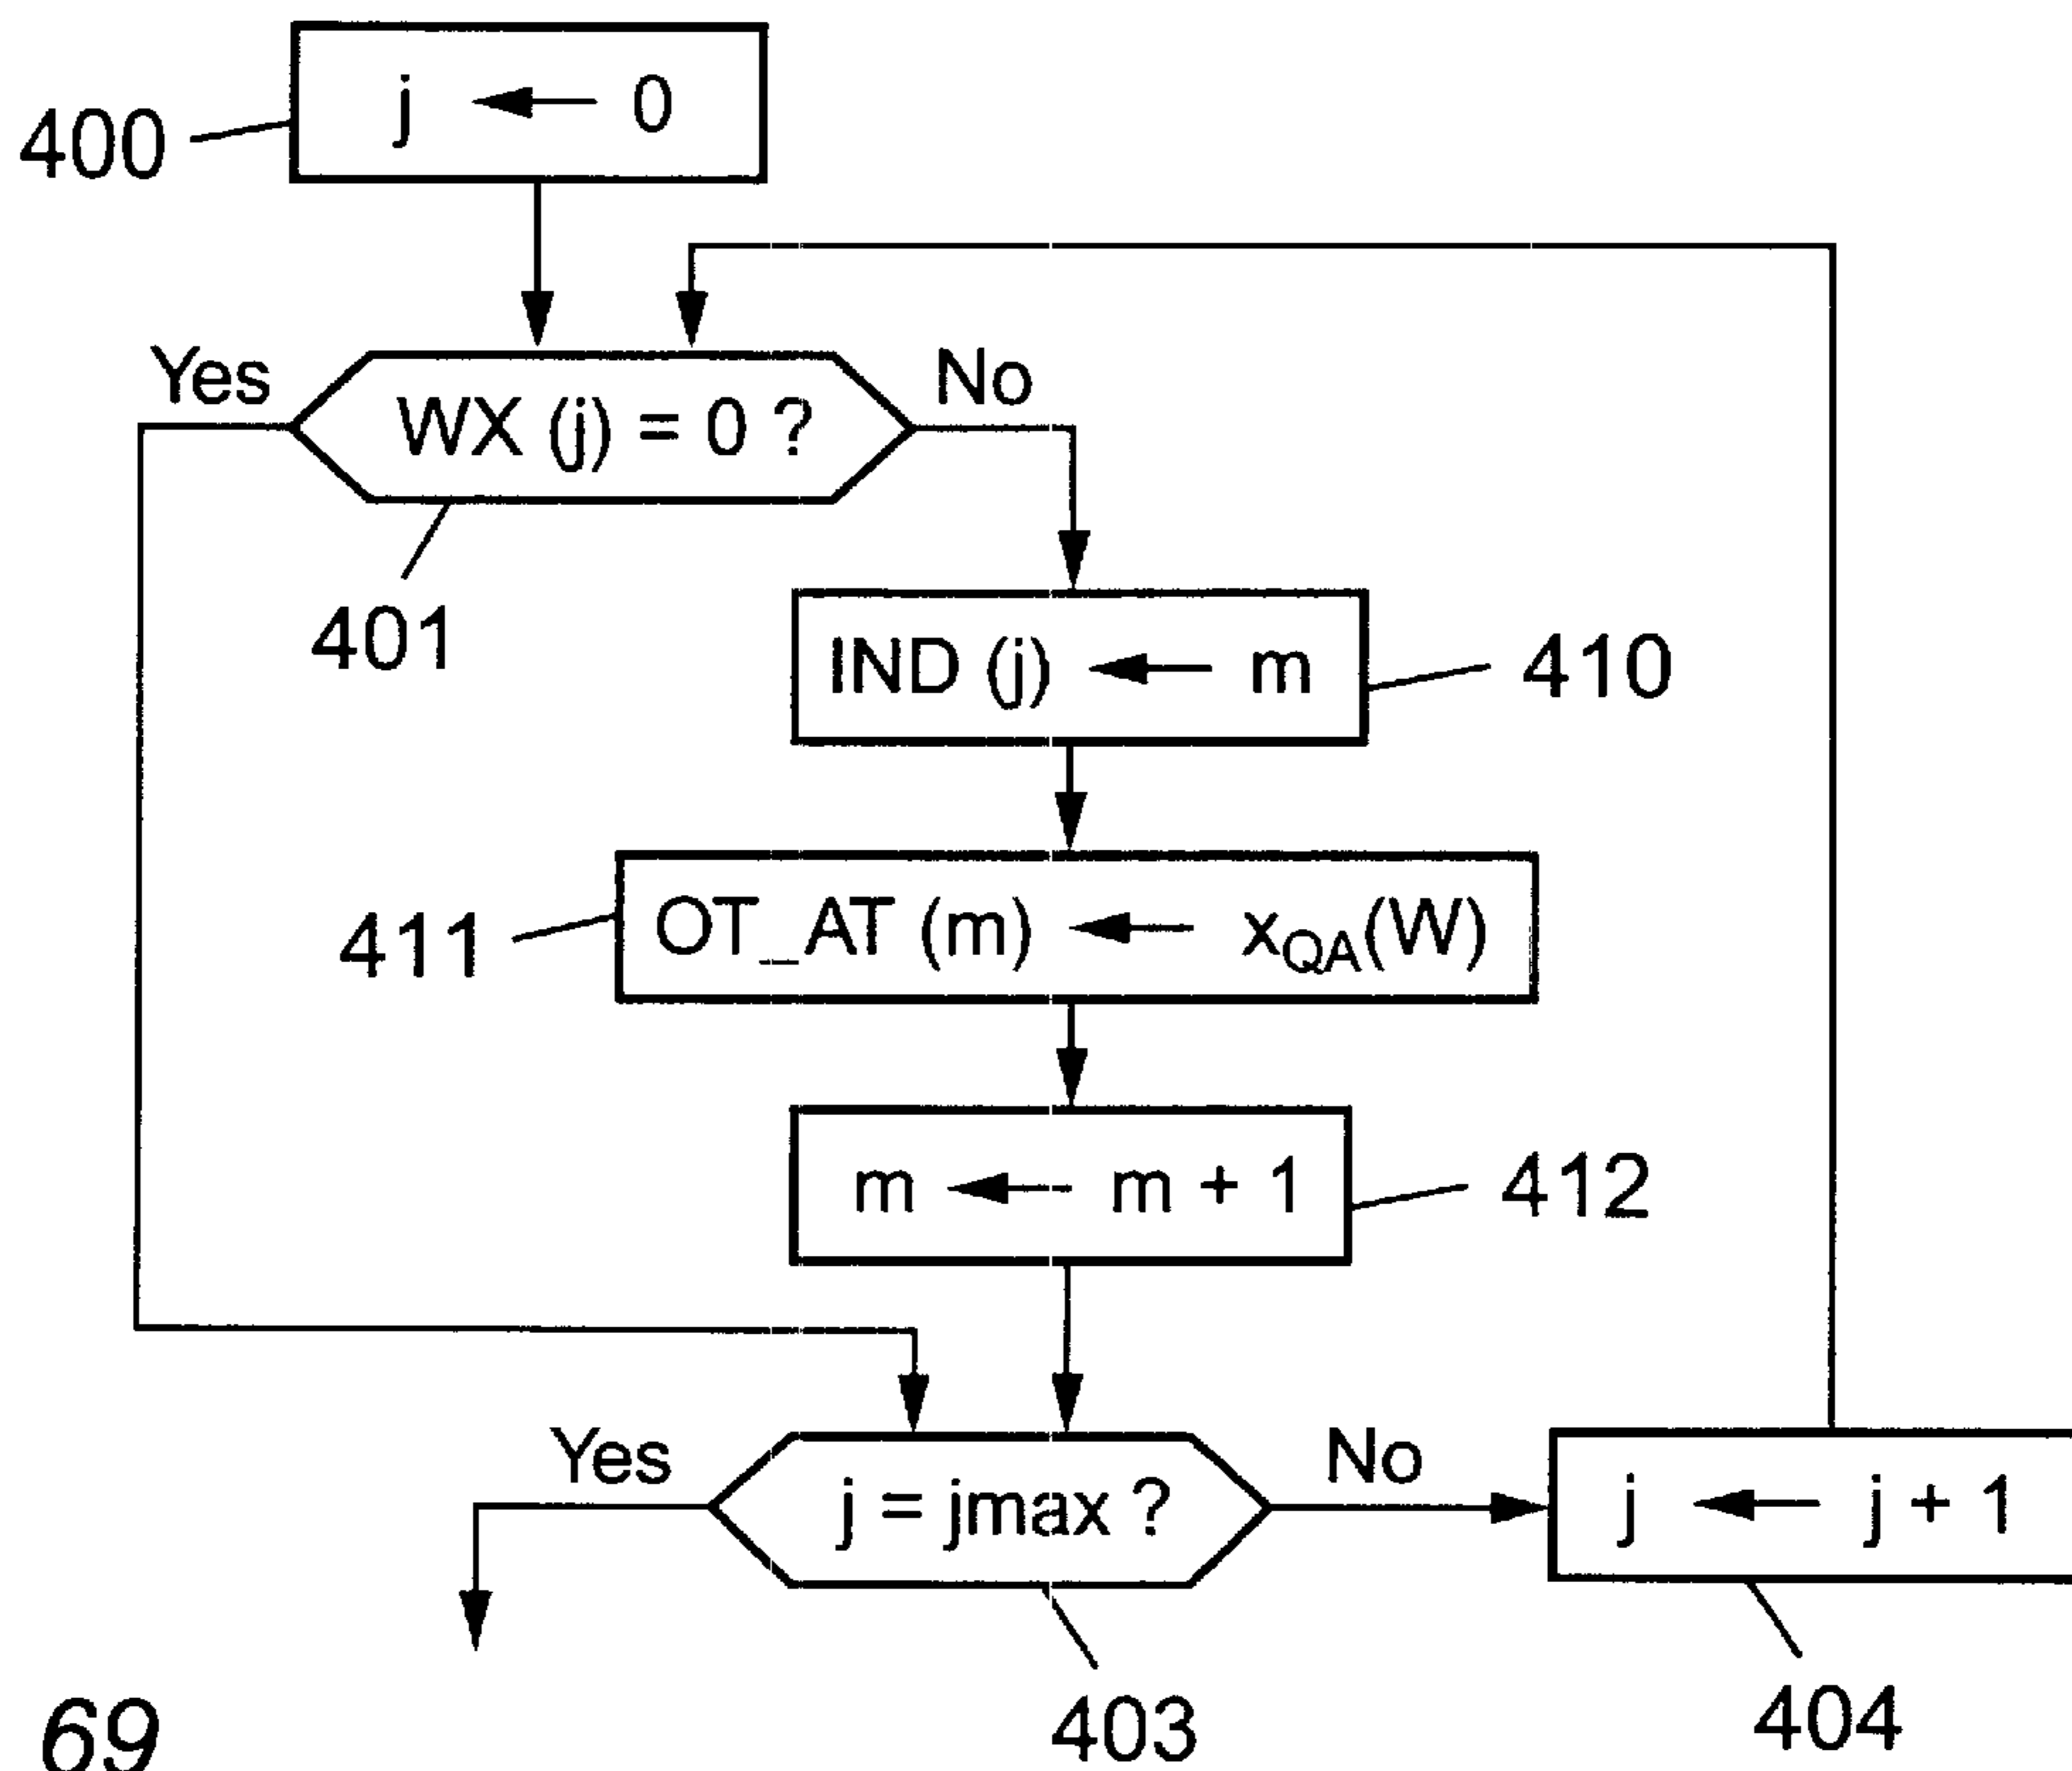 j ← 0
400
Yes
WX (j) = 0 ?
No
401
IND (j) ← m
410
OT_AT (m) ← xQA(W)
411
m ← m + 1
412
Yes
j = jmax ?
No
j ← j + 1
403
404
69